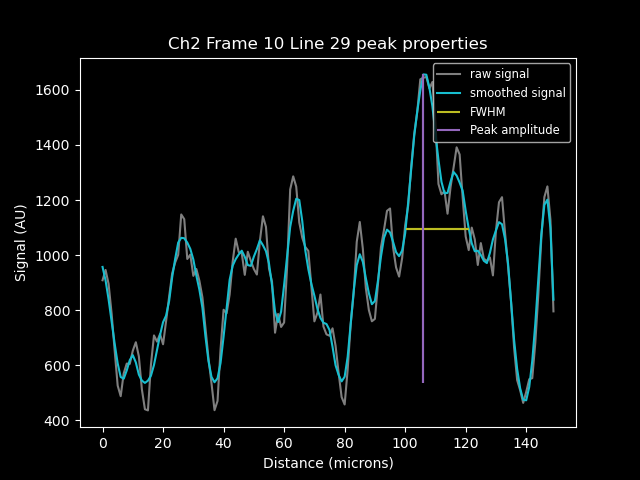 Ch2 Frame 10 Line 29 peak properties
raw signal
smoothed signal
FWHM
Peak amplitude
Signal (AU)
1600
1400
1200
1000
800
600
400
0 20 40 60 80 100 120 140
Distance (microns)